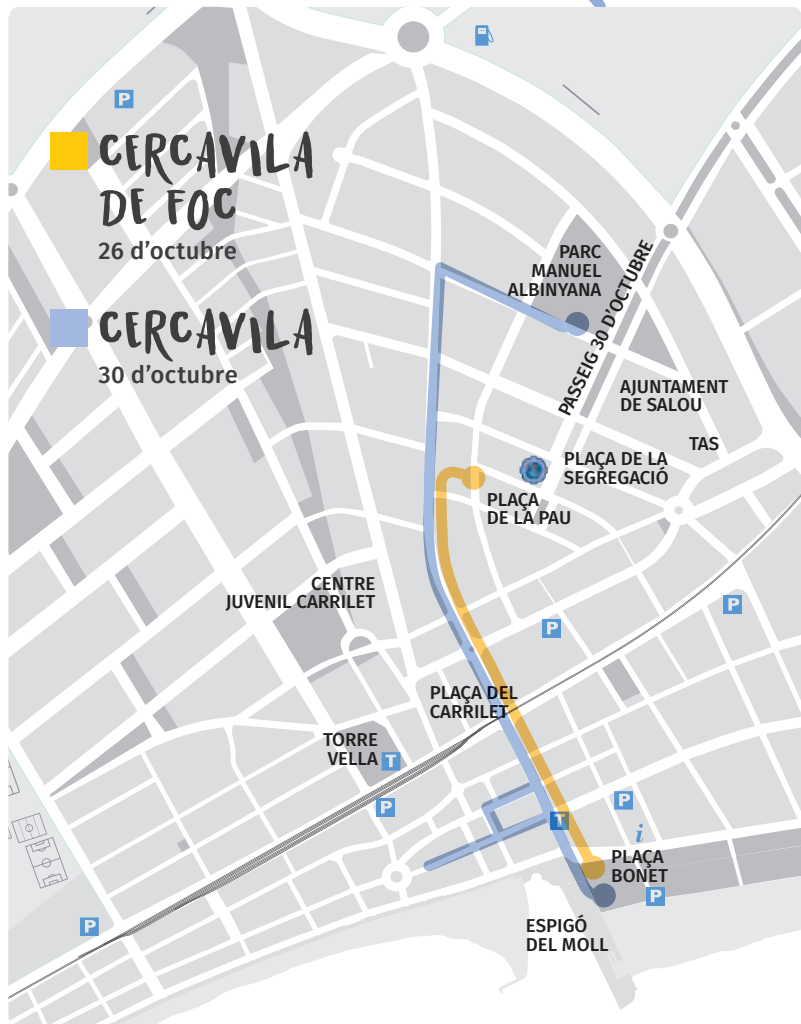 P
CERCAVILA
DE FOC
26 d'octubre
CERCAVILA
30 d'octubre
PARC
MANUEL
ALBINYANA
PASSEIG 30 D'OCTUBRE
AJUNTAMENT
DE SALOU
TAS
PLAÇA DE LA
SEGREGACIÓ
PLAÇA
DE LA PAU
CENTRE
JUVENIL CARRILET
P
P
PLAÇA DEL
CARRILET
TORRE
VELLA
T
P
P
T
i
PLAÇA
BONET
P
P
ESPIGÓ
DEL MOLL